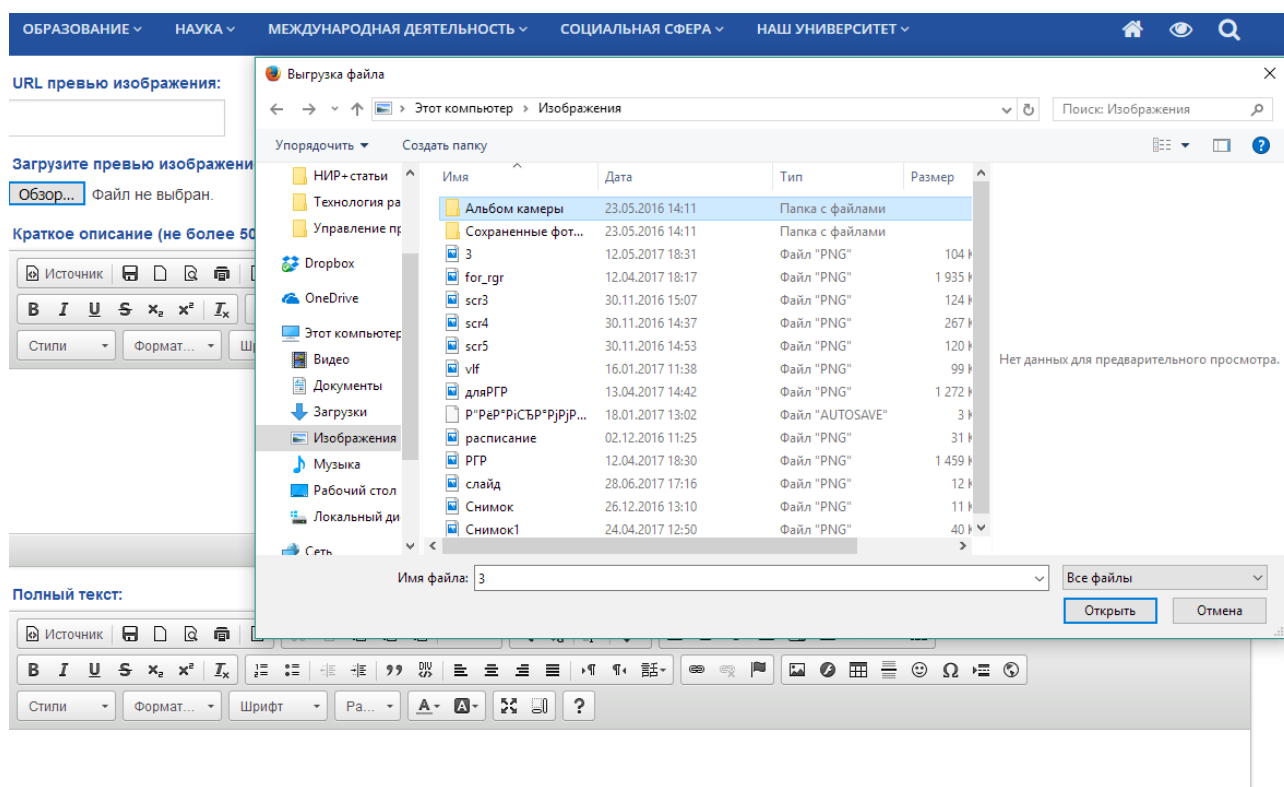 ОБРАЗОВАНИЕ НАУКА МЕЖДУНАРОДНАЯ ДЕЯТЕЛЬНОСТЬ СОЦИАЛЬНАЯ СФЕРА НАШ УНИВЕРСИТЕТ
URL превью изображения:
Загрузите превью изображени
Обзор... Файл не выбран.
Краткое описание (не более 50
Источник
B I U S x₂ x² Ix
Стили Формат... Ш
Выгрузка файла
Этот компьютер Изображения Поиск: Изображения
Упорядочить Создать папку
НИР+статьи
Технология ра
Управление пр
Dropbox
OneDrive
Этот компьютер
Видео
Документы
Загрузки
Изображения
Музыка
Рабочий стол
Локальный ди
Сеть
Имя Дата Тип Размер
Альбом камеры 23.05.2016 14:11 Папка с файлами
Сохраненные фот... 23.05.2016 14:11 Папка с файлами
3 12.05.2017 18:31 Файл "PNG" 104 К
for_rgr 12.04.2017 18:17 Файл "PNG" 1 935 К
scr3 30.11.2016 15:07 Файл "PNG" 124 К
scr4 30.11.2016 14:37 Файл "PNG" 267 К
scr5 30.11.2016 14:53 Файл "PNG" 120 К
vlf 16.01.2017 11:38 Файл "PNG" 99 К
дляРГР 13.04.2017 14:42 Файл "PNG" 1 272 К
18.01.2017 13:02 Файл "AUTOSAVE" 3 К
расписание 02.12.2016 11:25 Файл "PNG" 31 К
РГР 12.04.2017 18:30 Файл "PNG" 1 459 К
слайд 28.06.2017 17:16 Файл "PNG" 12 К
Снимок 26.12.2016 13:10 Файл "PNG" 11 К
Снимок1 24.04.2017 12:50 Файл "PNG" 40 К
Нет данных для предварительного просмотра.
Имя файла: 3 Все файлы
Открыть Отмена
Полный текст:
Источник
B I U S x₂ x² Ix
Стили Формат... Шрифт Ра... A A ?